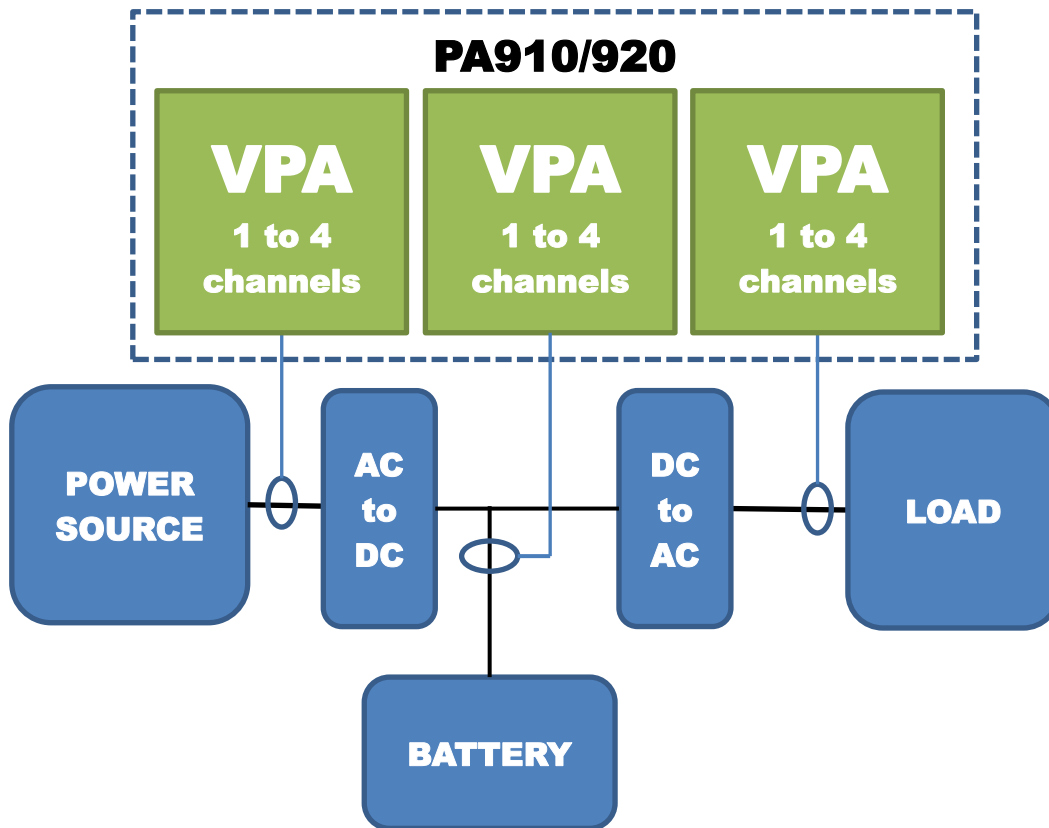 PA910/920
VPA
1 to 4
channels
VPA
1 to 4
channels
VPA
1 to 4
channels
POWER
SOURCE
AC
to
DC
DC
to
AC
LOAD
BATTERY